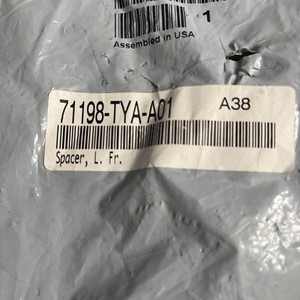 1
Assembled in USA
71198-TYA-A01 A38
Spacer, L. Fr.